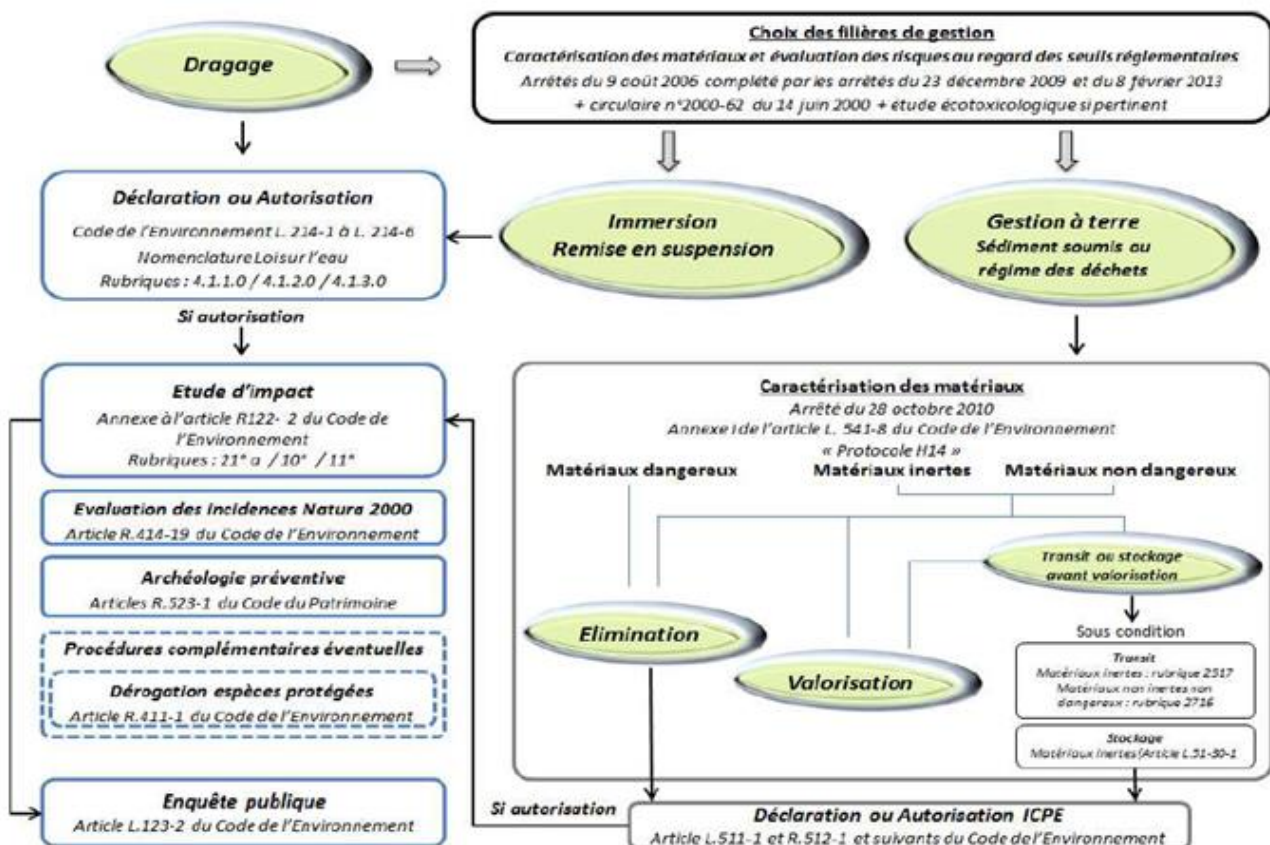 Dragage
Choix des filières de gestion
Caractérisation des matériaux et évaluation des risques au regard des seuils réglementaires
Arrêtés du 9 août 2006 complété par les arrêtés du 23 décembre 2009 et du 8 février 2013
+ circulaire n°2000-62 du 14 juin 2000 + étude écotoxicologique si pertinent
Déclaration ou Autorisation
Code de l'Environnement L. 214-1 à L. 214-6
Nomenclature Loi sur l'eau
Rubriques : 4.1.1.0 / 4.1.2.0 / 4.1.3.0
Immersion
Remise en suspension
Gestion à terre
Sédiment soumis au
régime des déchets
Si autorisation
Etude d'impact
Annexe à l'article R122- 2 du Code de
l'Environnement
Rubriques : 21° a / 10° / 11°
Evaluation des incidences Natura 2000
Article R.414-19 du Code de l'Environnement
Archéologie préventive
Articles R.523-1 du Code du Patrimoine
Procédures complémentaires éventuelles
Dérogation espèces protégées
Article R.411-1 du Code de l'Environnement
Enquête publique
Article L.123-2 du Code de l'Environnement
Caractérisation des matériaux
Arrêté du 28 octobre 2010
Annexe I de l'article L. 541-8 du Code de l'Environnement
« Protocole H14 »
Matériaux dangereux
Matériaux inertes
Matériaux non dangereux
Transit ou stockage
avant valorisation
Elimination
Valorisation
Sous condition
Transit
Matériaux inertes : rubrique 2517
Matériaux non inertes non
dangereux : rubrique 2716
Stockage
Matériaux inertes (Article L.51-30-1
Si autorisation
Déclaration ou Autorisation ICPE
Article L.511-1 et R.512-1 et suivants du Code de l'Environnement